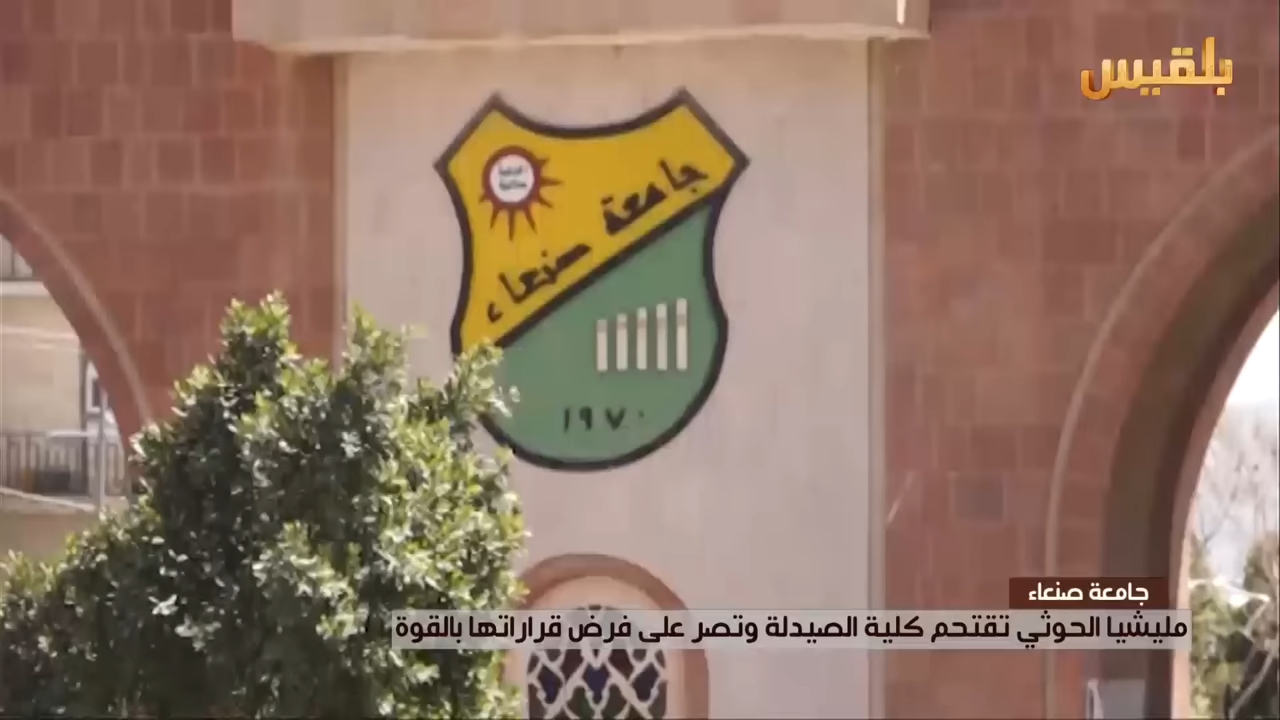 بلقيس
جامعة صنعاء
١٩٧٠
جامعة صنعاء
مليشيا الحوثي تقتحم كلية الصيدلة وتصر على فرض قراراتها بالقوة